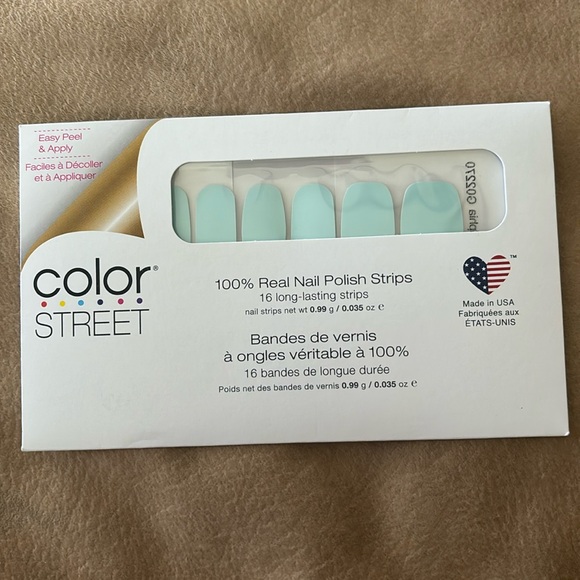 Easy Peel
& Apply
Faciles à Décoller
et à Appliquer
G02270
color®
STREET
100% Real Nail Polish Strips
16 long-lasting strips
nail strips net wt 0.99 g / 0.035 oz ℮
Bandes de vernis
à ongles véritable à 100%
16 bandes de longue durée
Poids net des bandes de vernis 0.99 g / 0.035 oz ℮
™
Made in USA
Fabriquées aux
ÉTATS-UNIS